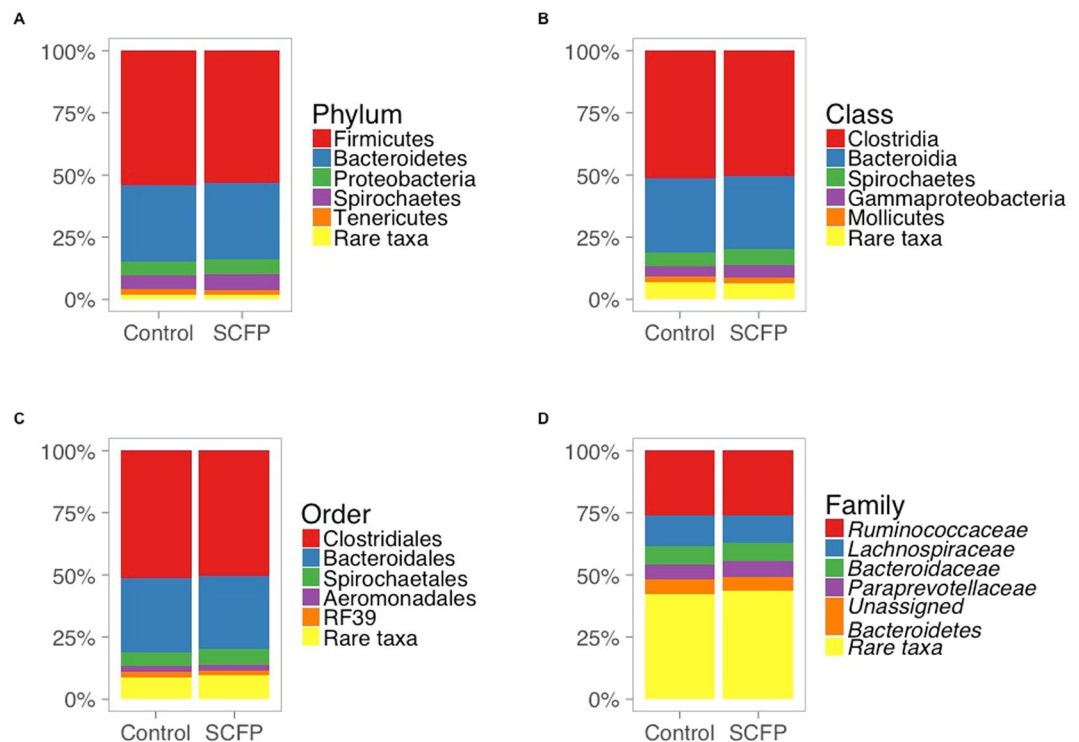 A
100%
75%
50%
25%
0%
Control SCFP
Phylum
Firmicutes
Bacteroidetes
Proteobacteria
Spirochaetes
Tenericutes
Rare taxa
B
100%
75%
50%
25%
0%
Control SCFP
Class
Clostridia
Bacteroidia
Spirochaetes
Gammaproteobacteria
Mollicutes
Rare taxa
C
100%
75%
50%
25%
0%
Control SCFP
Order
Clostridiales
Bacteroidales
Spirochaetales
Aeromonadales
RF39
Rare taxa
D
100%
75%
50%
25%
0%
Control SCFP
Family
Ruminococcaceae
Lachnospiraceae
Bacteroidaceae
Paraprevotellaceae
Unassigned
Bacteroidetes
Rare taxa